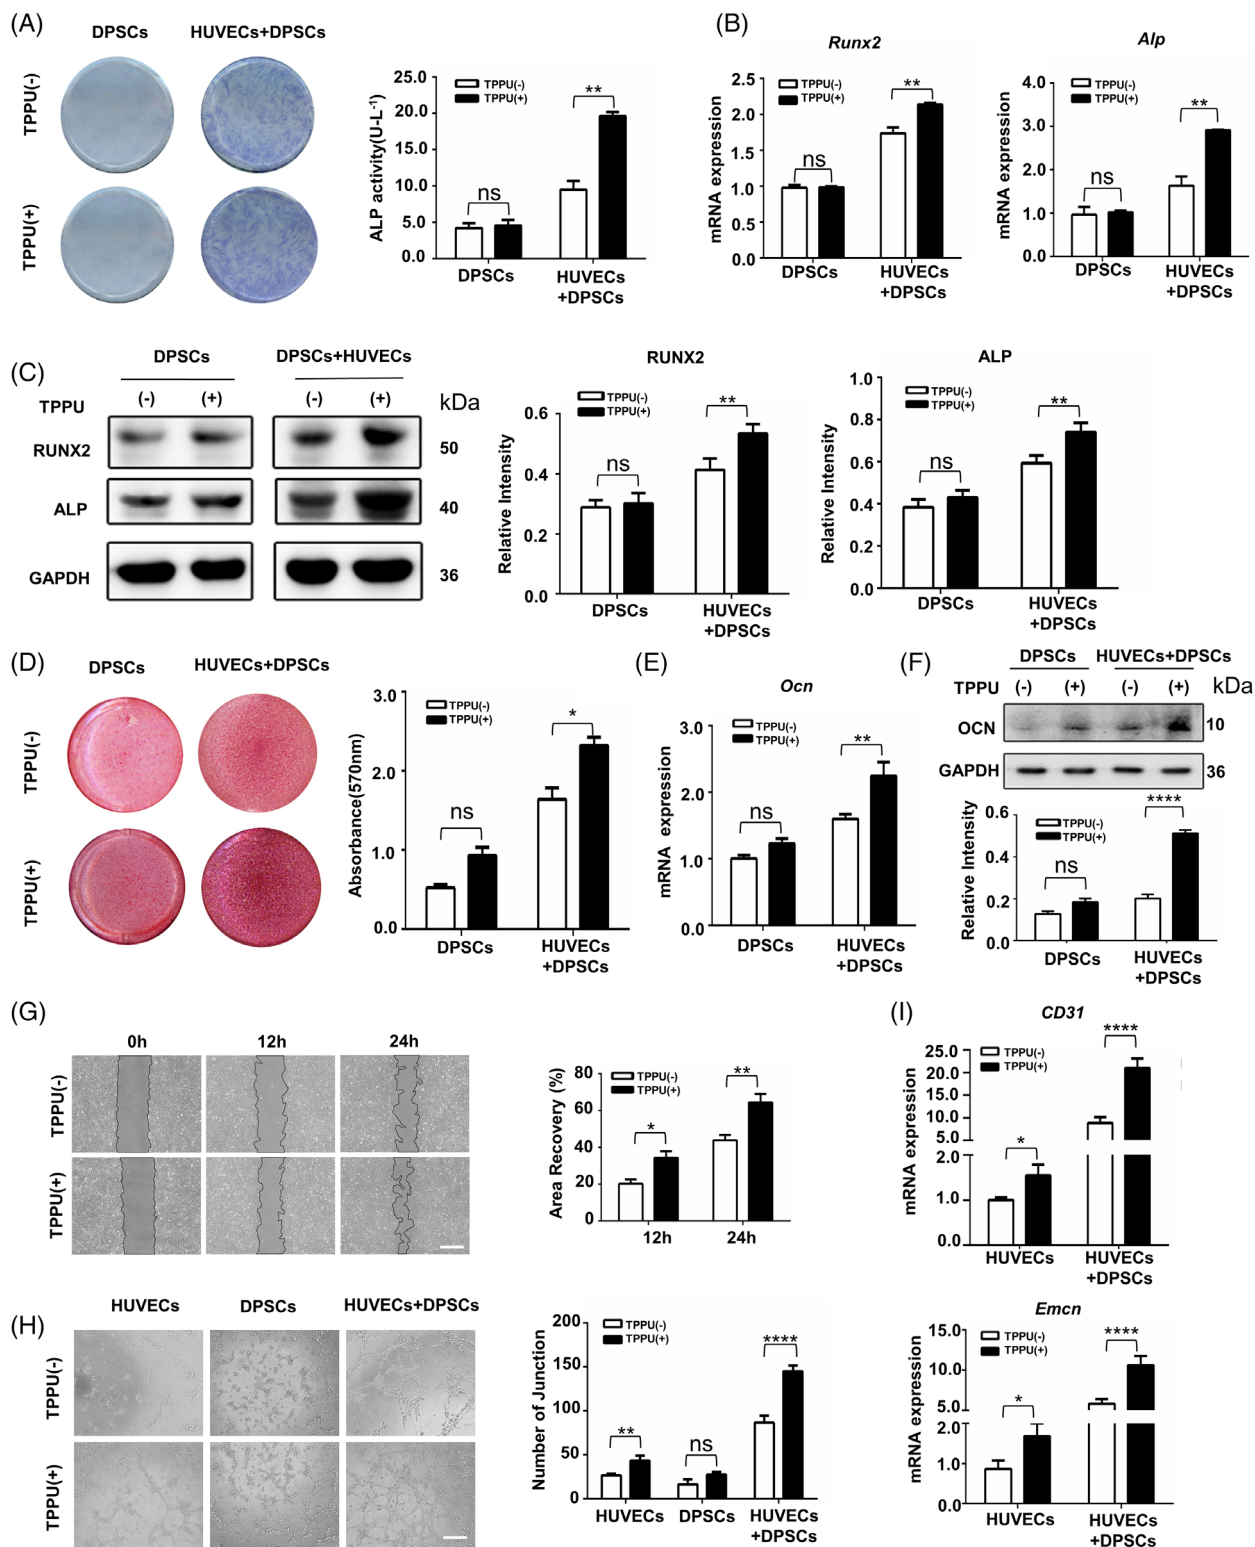 (A)
DPSCs HUVECs+DPSCs
TPPU(-)
TPPU(+)
ALP activity(U-L-1)
25.0
20.0
15.0
10.0
5.0
0.0
TPPU(-)
TPPU(+)
ns
**
DPSCs HUVECs
+DPSCs
(B)
Runx2
mRNA expression
2.5
2.0
1.5
1.0
0.5
0.0
TPPU(-)
TPPU(+)
ns
**
DPSCs HUVECs
+DPSCs
Alp
mRNA expression
4.0
3.0
2.0
1.0
0.0
TPPU(-)
TPPU(+)
ns
**
DPSCs HUVECs
+DPSCs
(C)
DPSCs DPSCs+HUVECs
TPPU (-) (+) (-) (+) kDa
RUNX2 50
ALP 40
GAPDH 36
RUNX2
Relative Intensity
0.6
0.4
0.2
0.0
TPPU(-)
TPPU(+)
ns
**
DPSCs HUVECs
+DPSCs
ALP
Relative Intensity
1.0
0.8
0.6
0.4
0.2
0.0
TPPU(-)
TPPU(+)
ns
**
DPSCs HUVECs
+DPSCs
(D)
DPSCs HUVECs+DPSCs
TPPU(-)
TPPU(+)
Absorbance(570nm)
3.0
2.0
1.0
0.0
TPPU(-)
TPPU(+)
ns
*
DPSCs HUVECs
+DPSCs
(E)
Ocn
mRNA expression
3.0
2.0
1.0
0.0
TPPU(-)
TPPU(+)
ns
**
DPSCs HUVECs
+DPSCs
(F)
DPSCs HUVECs+DPSCs
TPPU (-) (+) (-) (+) kDa
OCN 10
GAPDH 36
Relative Intensity
0.6
0.4
0.2
0.0
TPPU(-)
TPPU(+)
ns
****
DPSCs HUVECs
+DPSCs
(G)
0h 12h 24h
TPPU(-)
TPPU(+)
Area Recovery (%)
80
60
40
20
0
TPPU(-)
TPPU(+)
*
**
12h 24h
(H)
HUVECs DPSCs HUVECs+DPSCs
TPPU(-)
TPPU(+)
Number of Junction
200
150
100
50
0
TPPU(-)
TPPU(+)
**
ns
****
HUVECs DPSCs HUVECs
+DPSCs
(I)
CD31
mRNA expression
25.0
20.0
15.0
10.0
5.0
2.0
1.0
0.0
TPPU(-)
TPPU(+)
*
****
HUVECs HUVECs
+DPSCs
Emcn
mRNA expression
15.0
10.0
5.0
2.0
1.0
0.0
TPPU(-)
TPPU(+)
*
****
HUVECs HUVECs
+DPSCs